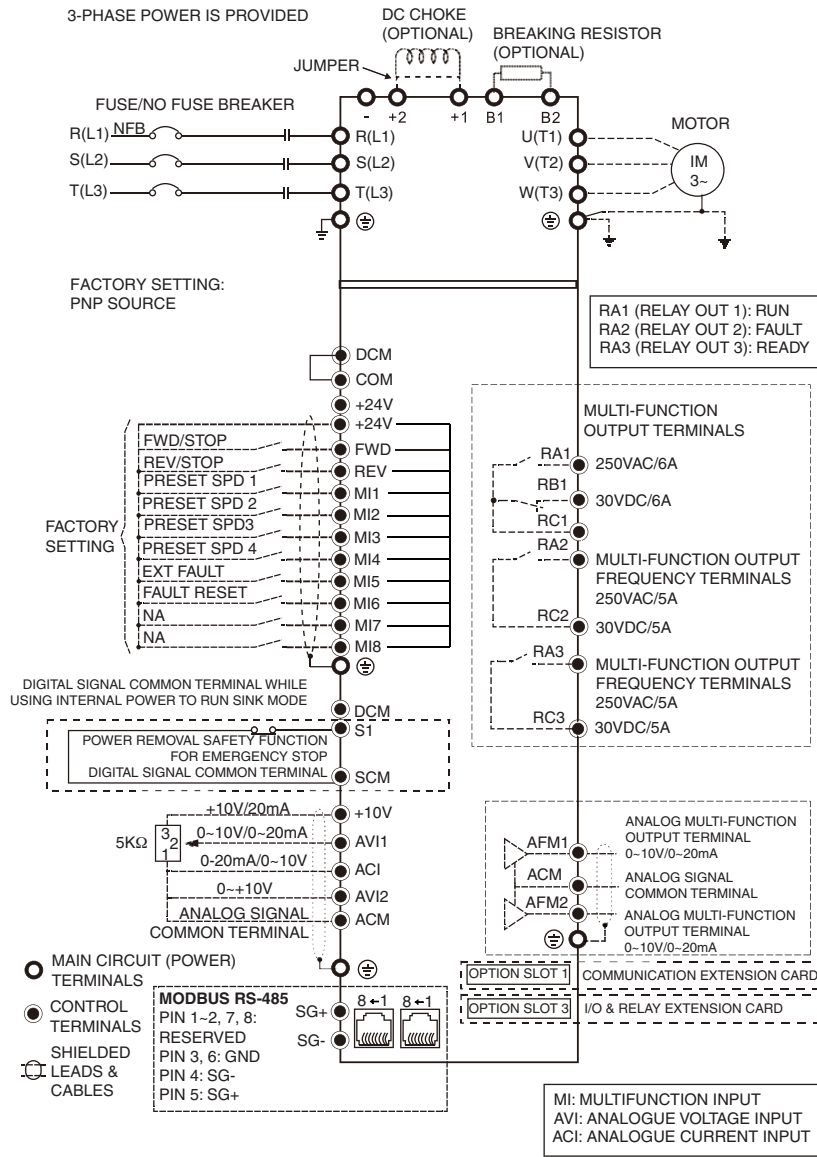 3-PHASE POWER IS PROVIDED
DC CHOKE
(OPTIONAL)
BREAKING RESISTOR
(OPTIONAL)
JUMPER
FUSE/NO FUSE BREAKER
- +2 +1 B1 B2
R(L1) NFB
R(L1)
U(T1)
MOTOR
S(L2)
S(L2)
V(T2)
IM
3~
T(L3)
T(L3)
W(T3)
FACTORY SETTING:
PNP SOURCE
RA1 (RELAY OUT 1): RUN
RA2 (RELAY OUT 2): FAULT
RA3 (RELAY OUT 3): READY
DCM
COM
+24V
+24V
FWD/STOP
FWD
REV/STOP
REV
PRESET SPD 1
MI1
PRESET SPD 2
MI2
PRESET SPD3
MI3
PRESET SPD 4
MI4
EXT FAULT
MI5
FAULT RESET
MI6
NA
MI7
NA
MI8
FACTORY
SETTING
MULTI-FUNCTION
OUTPUT TERMINALS
RA1
250VAC/6A
RB1
30VDC/6A
RC1
RA2
MULTI-FUNCTION OUTPUT
FREQUENCY TERMINALS
250VAC/5A
RC2
30VDC/5A
RA3
MULTI-FUNCTION OUTPUT
FREQUENCY TERMINALS
250VAC/5A
RC3
30VDC/5A
DIGITAL SIGNAL COMMON TERMINAL WHILE
USING INTERNAL POWER TO RUN SINK MODE
DCM
S1
POWER REMOVAL SAFETY FUNCTION
FOR EMERGENCY STOP
DIGITAL SIGNAL COMMON TERMINAL
SCM
+10V/20mA
+10V
5KΩ
3
2
1
0~10V/0~20mA
AVI1
0-20mA/0~10V
ACI
0~+10V
AVI2
ANALOG SIGNAL
COMMON TERMINAL
ACM
AFM1
ANALOG MULTI-FUNCTION
OUTPUT TERMINAL
0~10V/0~20mA
ACM
ANALOG SIGNAL
COMMON TERMINAL
AFM2
ANALOG MULTI-FUNCTION
OUTPUT TERMINAL
0~10V/0~20mA
MAIN CIRCUIT (POWER)
TERMINALS
CONTROL
TERMINALS
SHIELDED
LEADS &
CABLES
MODBUS RS-485
PIN 1~2, 7, 8:
RESERVED
PIN 3, 6: GND
PIN 4: SG-
PIN 5: SG+
SG+
SG-
8←1 8←1
OPTION SLOT 1 COMMUNICATION EXTENSION CARD
OPTION SLOT 3 I/O & RELAY EXTENSION CARD
MI: MULTIFUNCTION INPUT
AVI: ANALOGUE VOLTAGE INPUT
ACI: ANALOGUE CURRENT INPUT